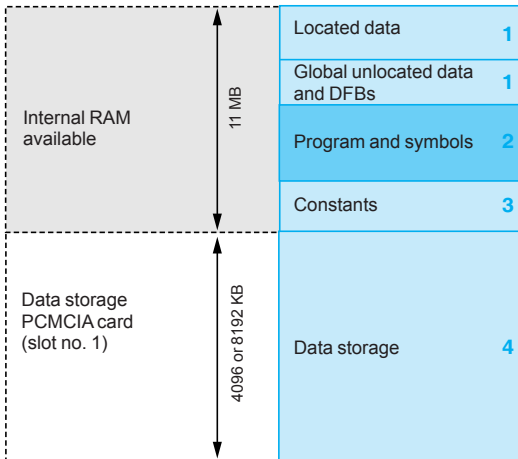 Located data 1
Global unlocated data
and DFBs 1
Internal RAM
available
11 MB
Program and symbols 2
Constants 3
Data storage
PCMCIA card
(slot no. 1)
4096 or 8192 KB
Data storage 4